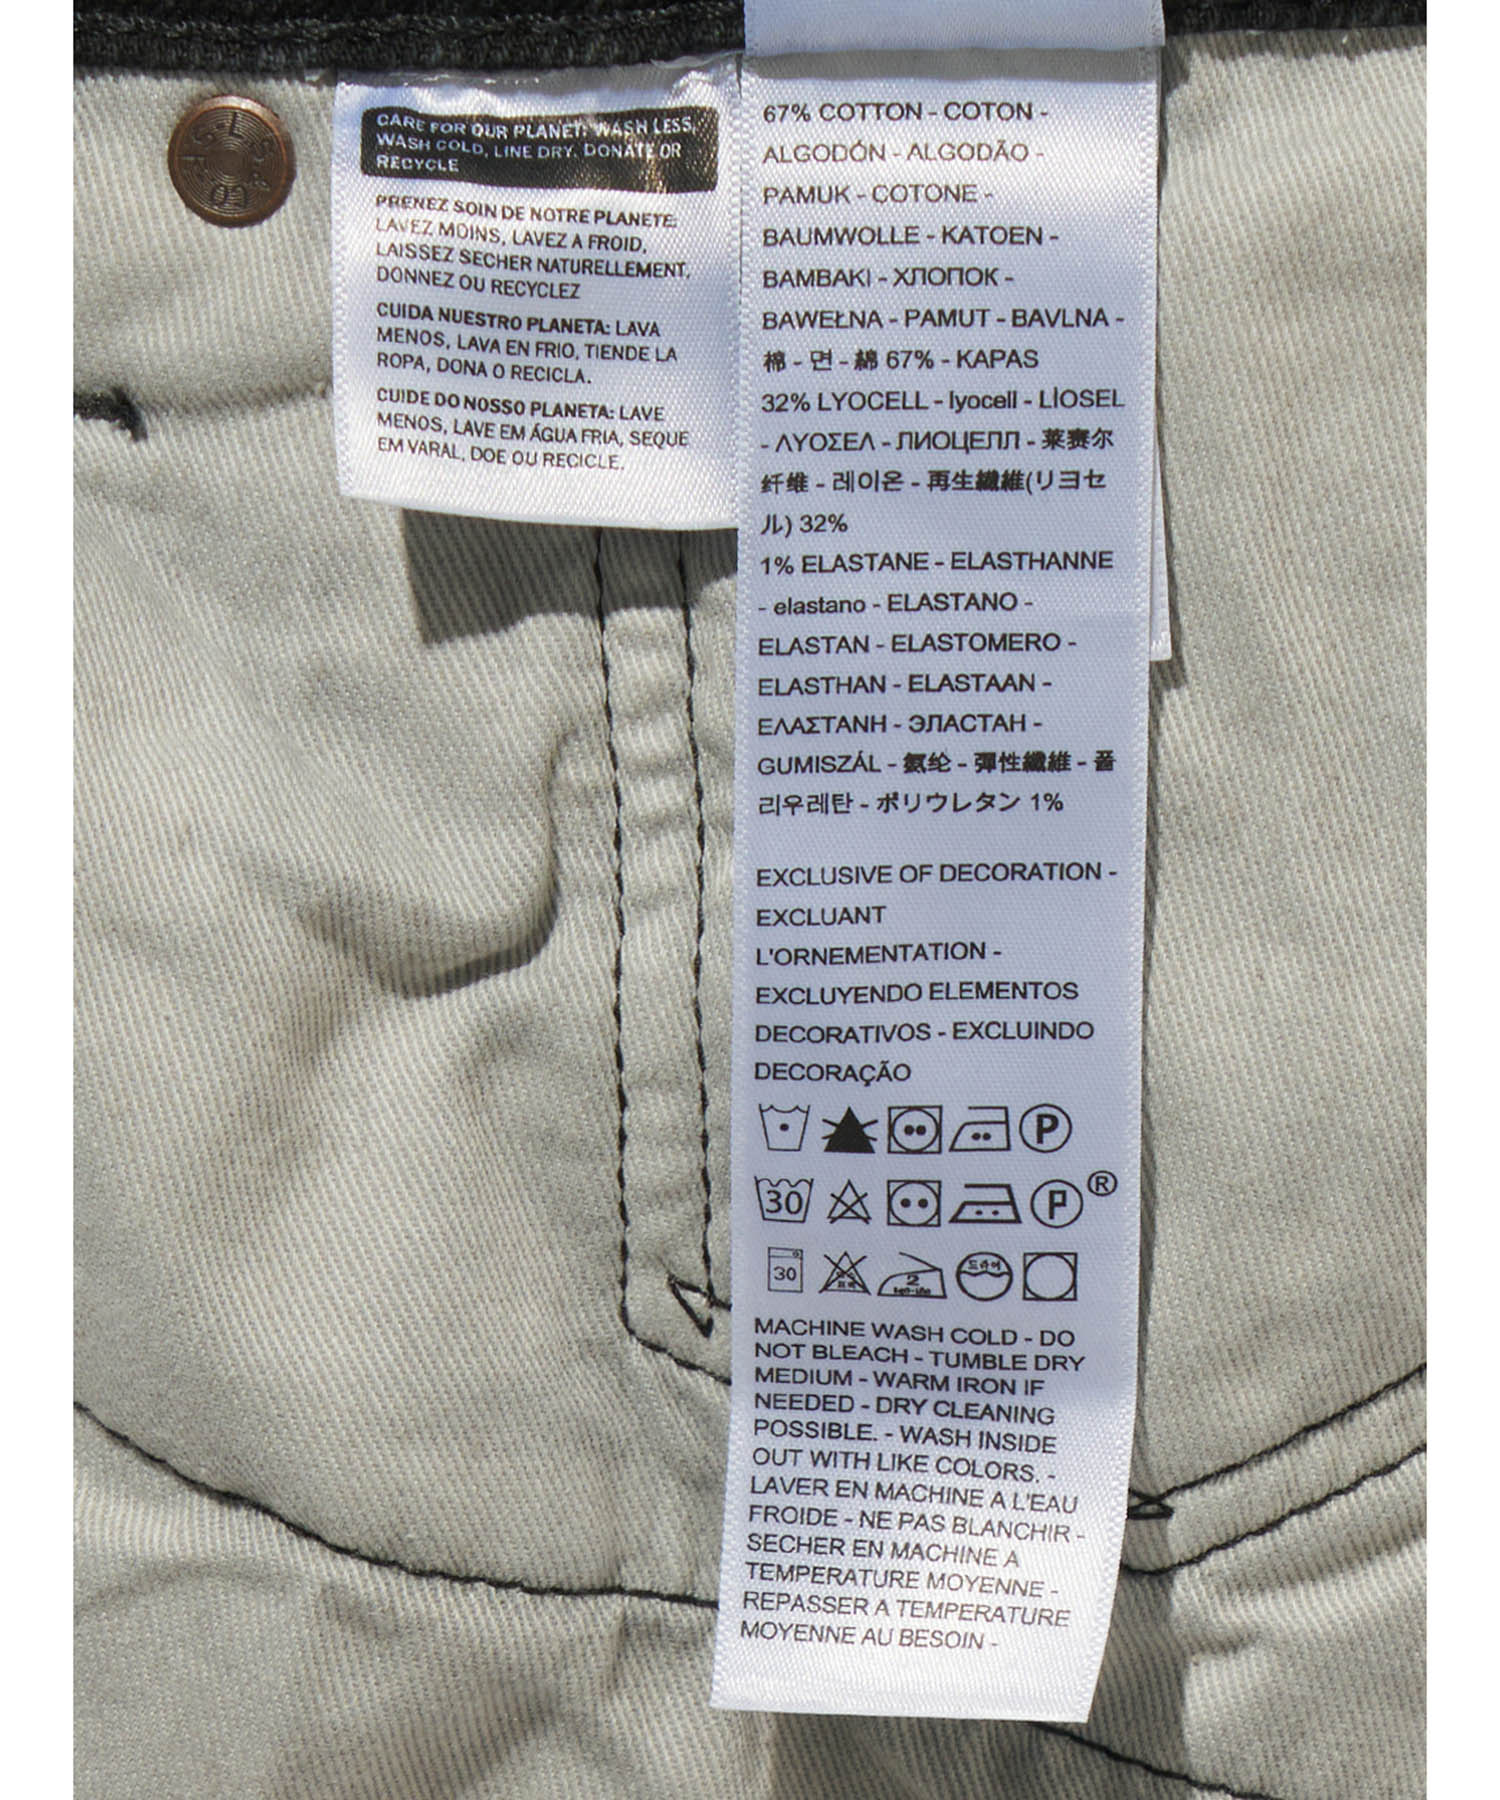 CARE FOR OUR PLANET: WASH LESS,
WASH COLD, LINE DRY, DONATE OR
RECYCLE
PRENEZ SOIN DE NOTRE PLANETE:
LAVEZ MOINS, LAVEZ A FROID,
LAISSEZ SECHER NATURELLEMENT,
DONNEZ OU RECYCLEZ
CUIDA NUESTRO PLANETA: LAVA
MENOS, LAVA EN FRIO, TIENDE LA
ROPA, DONA O RECICLA.
CUIDE DO NOSSO PLANETA: LAVE
MENOS, LAVE EM ÁGUA FRIA, SEQUE
EM VARAL, DOE OU RECICLE.
67% COTTON - COTON -
ALGODÓN - ALGODÃO -
PAMUK - COTONE -
BAUMWOLLE - KATOEN -
BAMBAKI - ХЛОПОК -
BAWEŁNA - PAMUT - BAVLNA -
棉 - 면 - 綿 67% - KAPAS
32% LYOCELL - lyocell - LİOSEL
- ΛΥΟΣΕΛ - ЛИОЦЕЛЛ - 莱赛尔
纤维 - 레이온 - 再生繊維(リヨセ
ル) 32%
1% ELASTANE - ELASTHANNE
- elastano - ELASTANO -
ELASTAN - ELASTOMERO -
ELASTHAN - ELASTAAN -
ΕΛΑΣΤΑΝΗ - ЭЛАСТАН -
GUMISZÁL - 氨纶 - 彈性纖維 - 폴
리우레탄 - ポリウレタン 1%
EXCLUSIVE OF DECORATION -
EXCLUANT
L'ORNEMENTATION -
EXCLUYENDO ELEMENTOS
DECORATIVOS - EXCLUINDO
DECORAÇÃO
P
30 P ®
30 2 드라이
MACHINE WASH COLD - DO
NOT BLEACH - TUMBLE DRY
MEDIUM - WARM IRON IF
NEEDED - DRY CLEANING
POSSIBLE. - WASH INSIDE
OUT WITH LIKE COLORS. -
LAVER EN MACHINE A L'EAU
FROIDE - NE PAS BLANCHIR -
SECHER EN MACHINE A
TEMPERATURE MOYENNE -
REPASSER A TEMPERATURE
MOYENNE AU BESOIN -